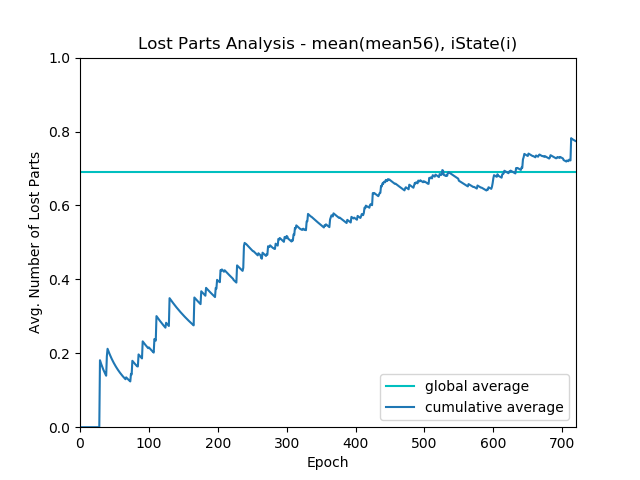 Lost Parts Analysis - mean(mean56), iState(i)
1.0
0.8
0.6
0.4
0.2
0.0
Avg. Number of Lost Parts
global average
cumulative average
0 100 200 300 400 500 600 700
Epoch